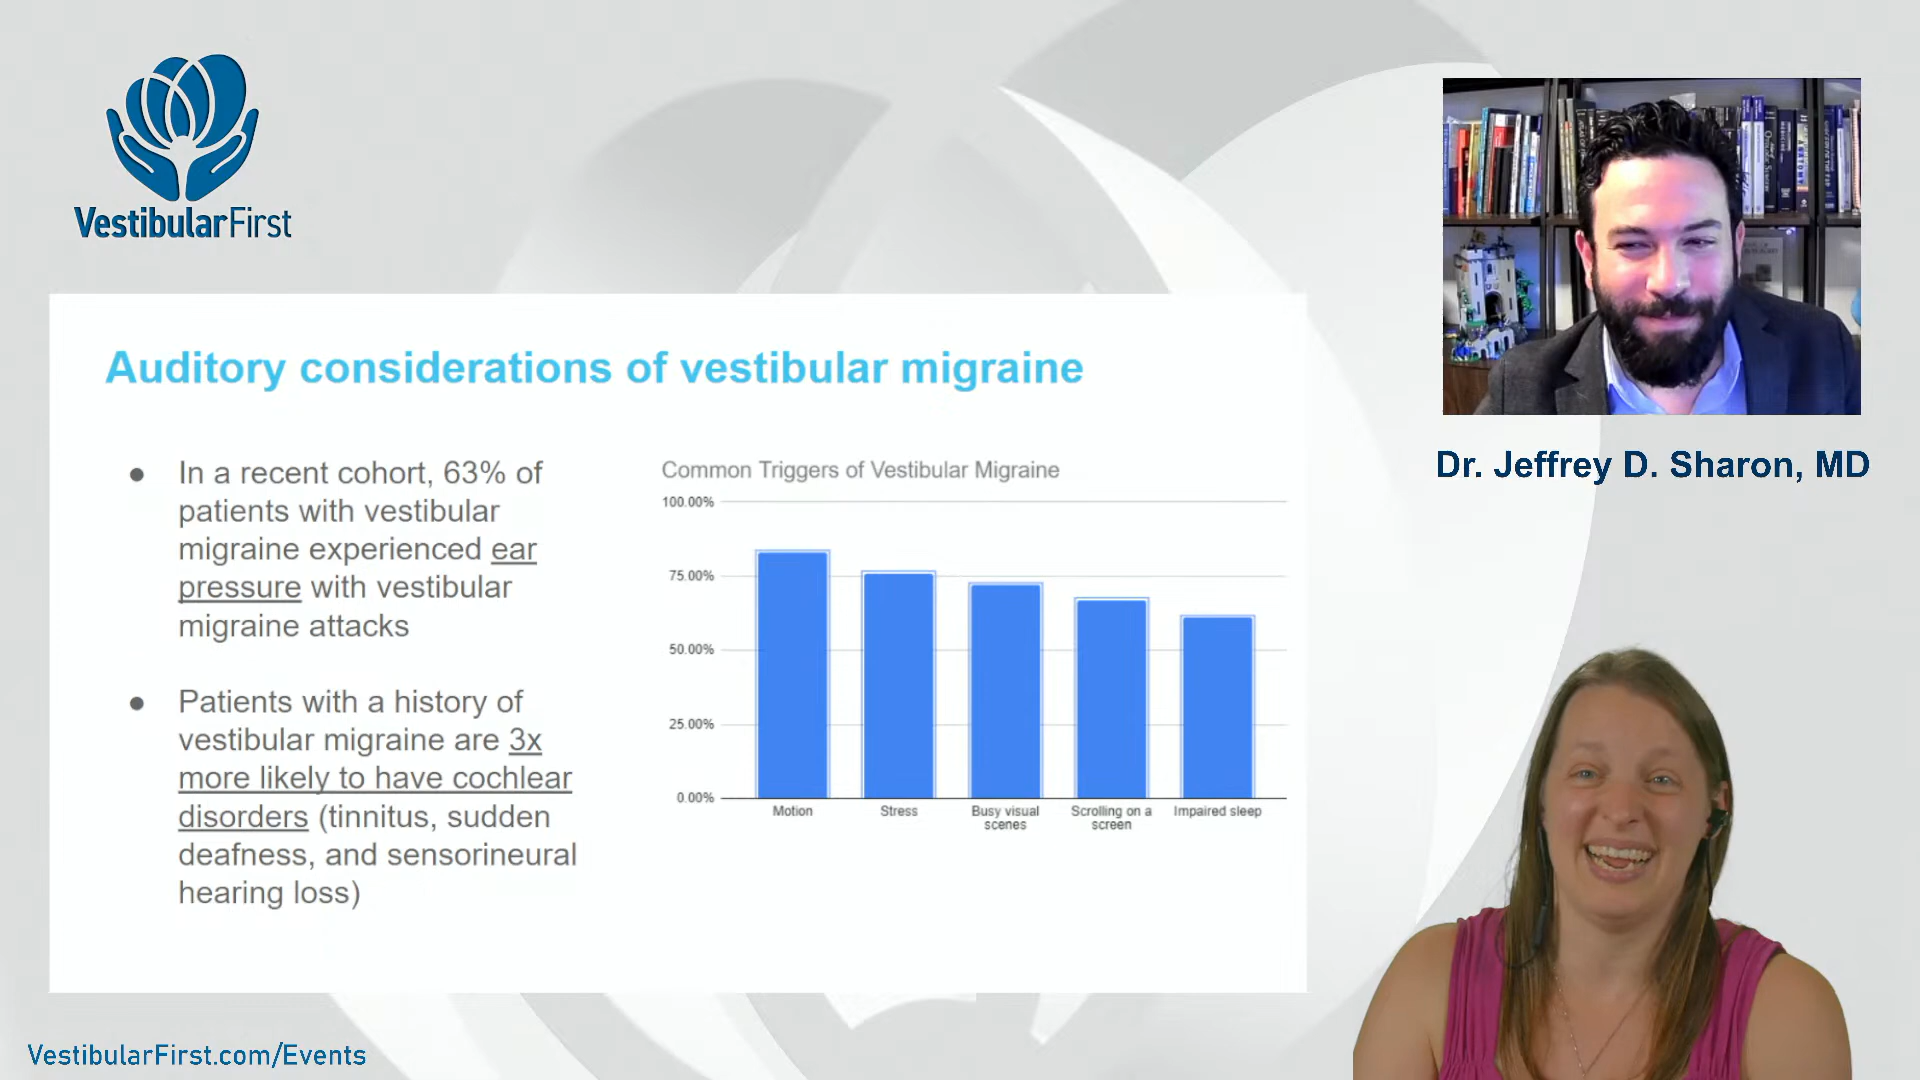 VestibularFirst
Auditory considerations of vestibular migraine
● In a recent cohort, 63% of
patients with vestibular
migraine experienced ear
pressure with vestibular
migraine attacks
● Patients with a history of
vestibular migraine are 3x
more likely to have cochlear
disorders (tinnitus, sudden
deafness, and sensorineural
hearing loss)
Common Triggers of Vestibular Migraine
100.00%
75.00%
50.00%
25.00%
0.00%
Motion
Stress
Busy visual
scenes
Scrolling on a
screen
Impaired sleep
Dr. Jeffrey D. Sharon, MD
VestibularFirst.com/Events